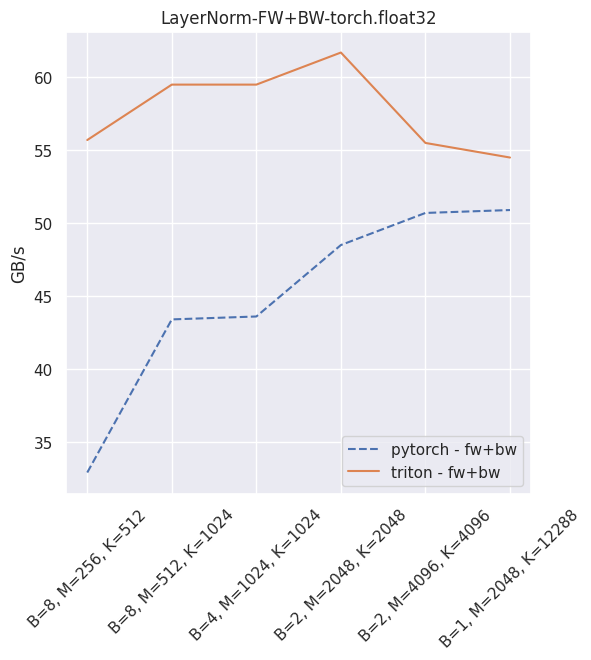 LayerNorm-FW+BW-torch.float32
GB/s
60
55
50
45
40
35
pytorch - fw+bw
triton - fw+bw
B=8, M=256, K=512
B=8, M=512, K=1024
B=4, M=1024, K=1024
B=2, M=2048, K=2048
B=2, M=4096, K=4096
B=1, M=2048, K=12288